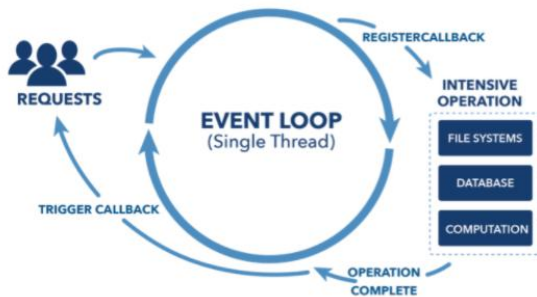 REGISTERCALLBACK
REQUESTS
INTENSIVE
OPERATION
EVENT LOOP
(Single Thread)
FILE SYSTEMS
DATABASE
COMPUTATION
TRIGGER CALLBACK
OPERATION
COMPLETE